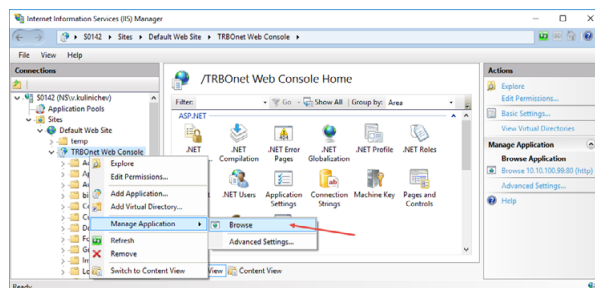 Internet Information Services (IIS) Manager
S0142 Sites Default Web Site TRBOnet Web Console
File View Help
Connections
S0142 (NS\v.kulinichev)
Application Pools
Sites
Default Web Site
temp
TRBOnet Web Console
Explore
Edit Permissions...
Add Application...
Add Virtual Directory...
Manage Application
Refresh
Remove
Switch to Content View
Browse
Advanced Settings...
/TRBOnet Web Console Home
Filter: Go Show All Group by: Area
ASP.NET
.NET
.NET Compilation
.NET Error Pages
.NET Globalization
.NET Profile
.NET Roles
.NET Users
Application Settings
Connection Strings
Machine Key
Pages and Controls
View
Content View
Actions
Explore
Edit Permissions...
Basic Settings...
View Virtual Directories
Manage Application
Browse Application
Browse 10.10.100.99:80 (http)
Advanced Settings...
Help
Ready